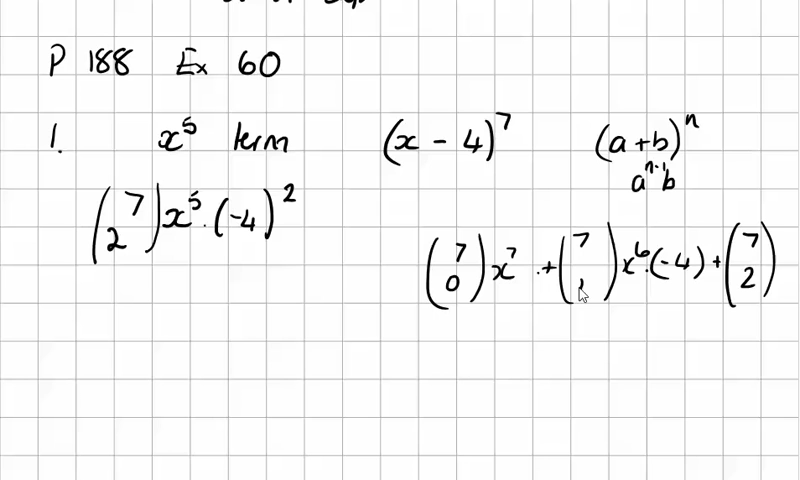 P 188 Ex 60
1. x⁵ term (x - 4)⁷ (a + b)ⁿ
aⁿ⁻¹b
(7 2) x⁵ . (-4)²
(7 0) x⁷ . + (7 1) x⁶ . (-4) + (7 2)